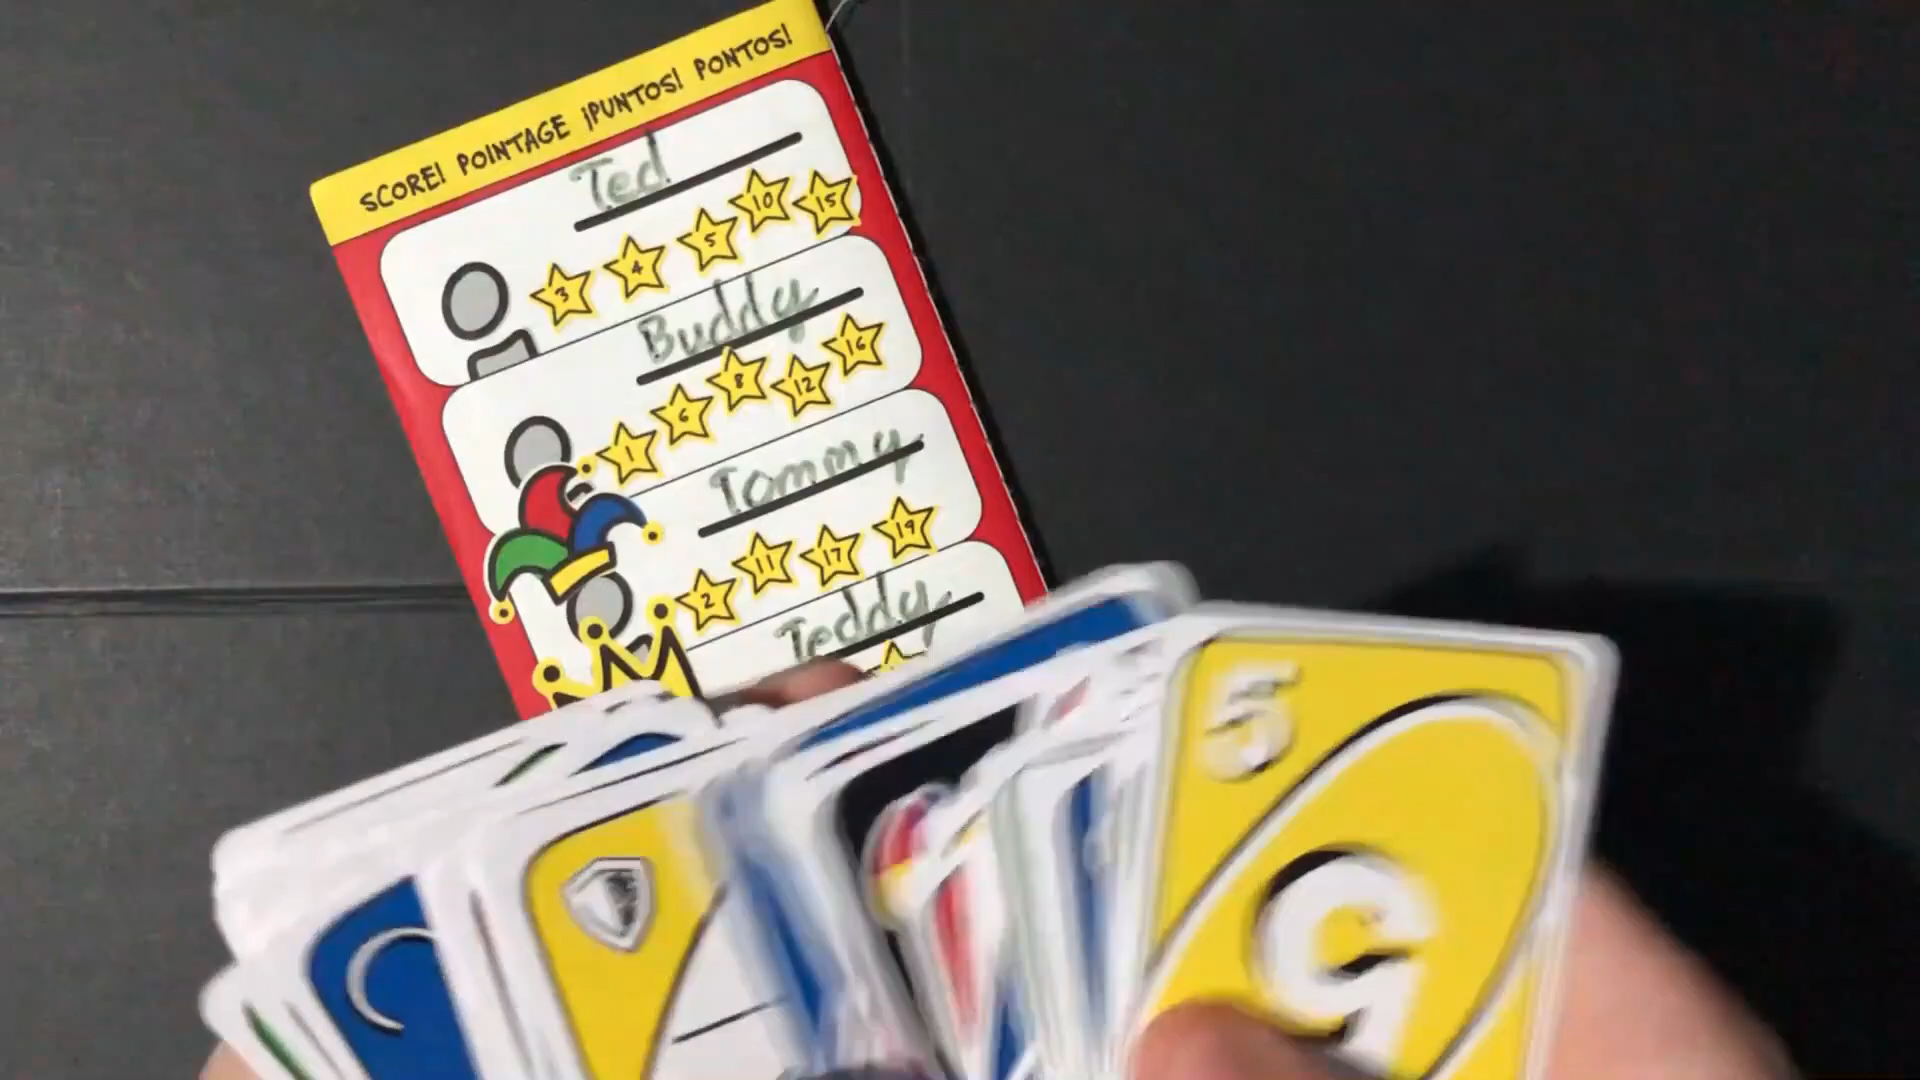 SCORE! POINTAGE ¡PUNTOS! PONTOS!
Ted
3 4 5 10 15
Buddy
1 6 8 12 16
Tommy
2 11 17 19
Teddy
5
5